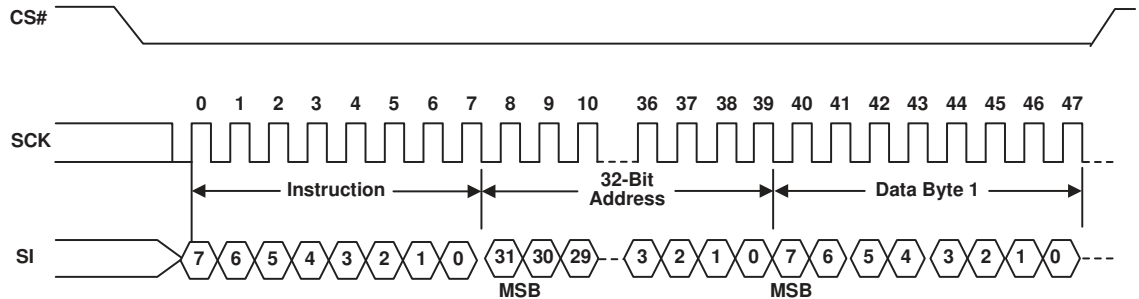 CS#
0 1 2 3 4 5 6 7 8 9 10 36 37 38 39 40 41 42 43 44 45 46 47
SCK
Instruction
32-Bit
Address
Data Byte 1
SI
7 6 5 4 3 2 1 0 31 30 29 3 2 1 0 7 6 5 4 3 2 1 0
MSB MSB